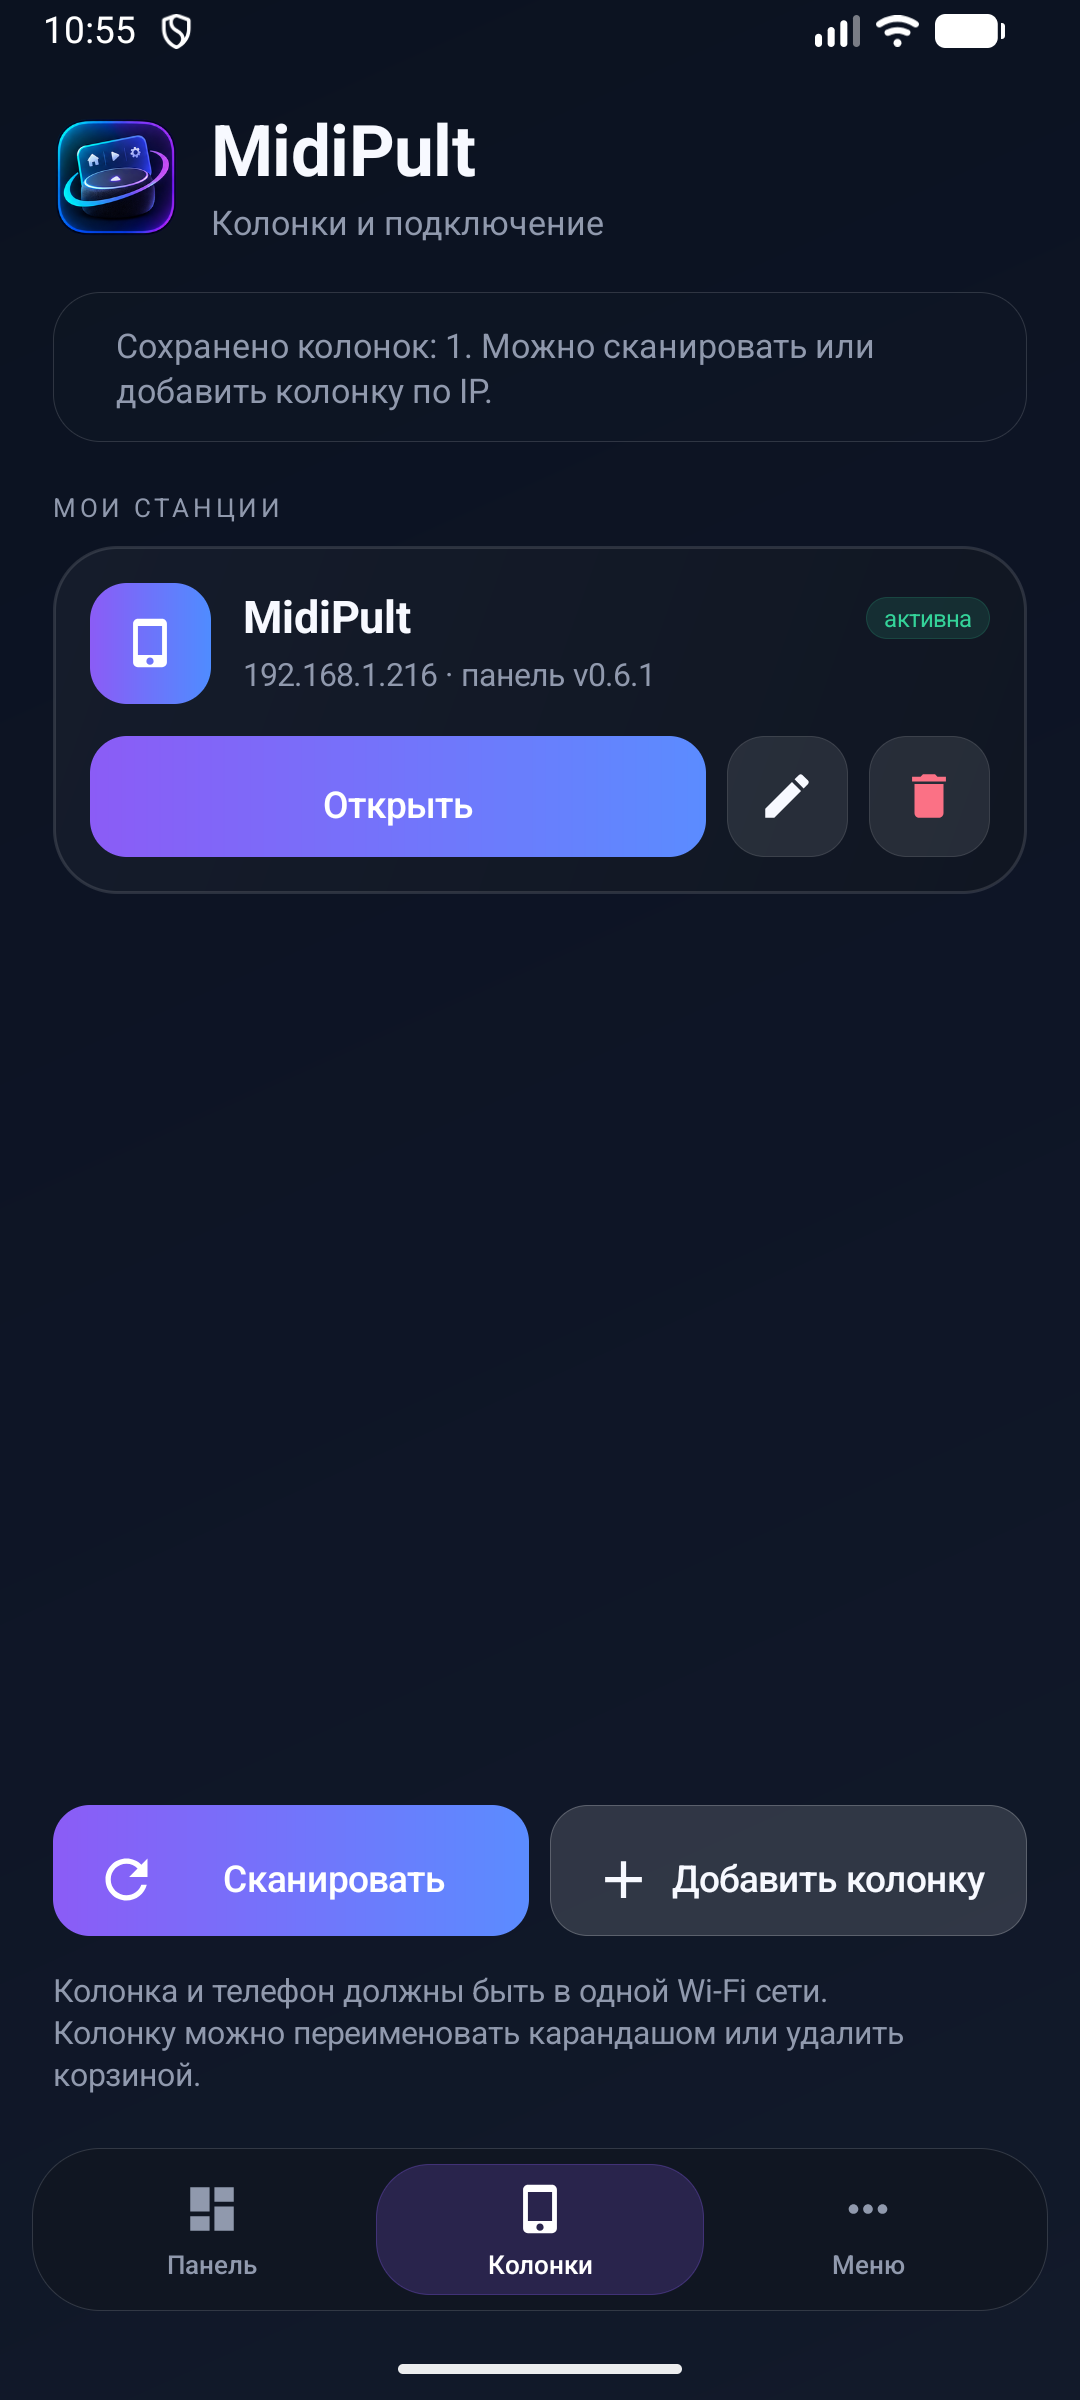 10:55
MidiPult
Колонки и подключение
Сохранено колонок: 1. Можно сканировать или
добавить колонку по IP.
МОИ СТАНЦИИ
MidiPult
активна
192.168.1.216 · панель v0.6.1
Открыть
Сканировать
Добавить колонку
Колонка и телефон должны быть в одной Wi-Fi сети.
Колонку можно переименовать карандашом или удалить
корзиной.
Панель
Колонки
Меню